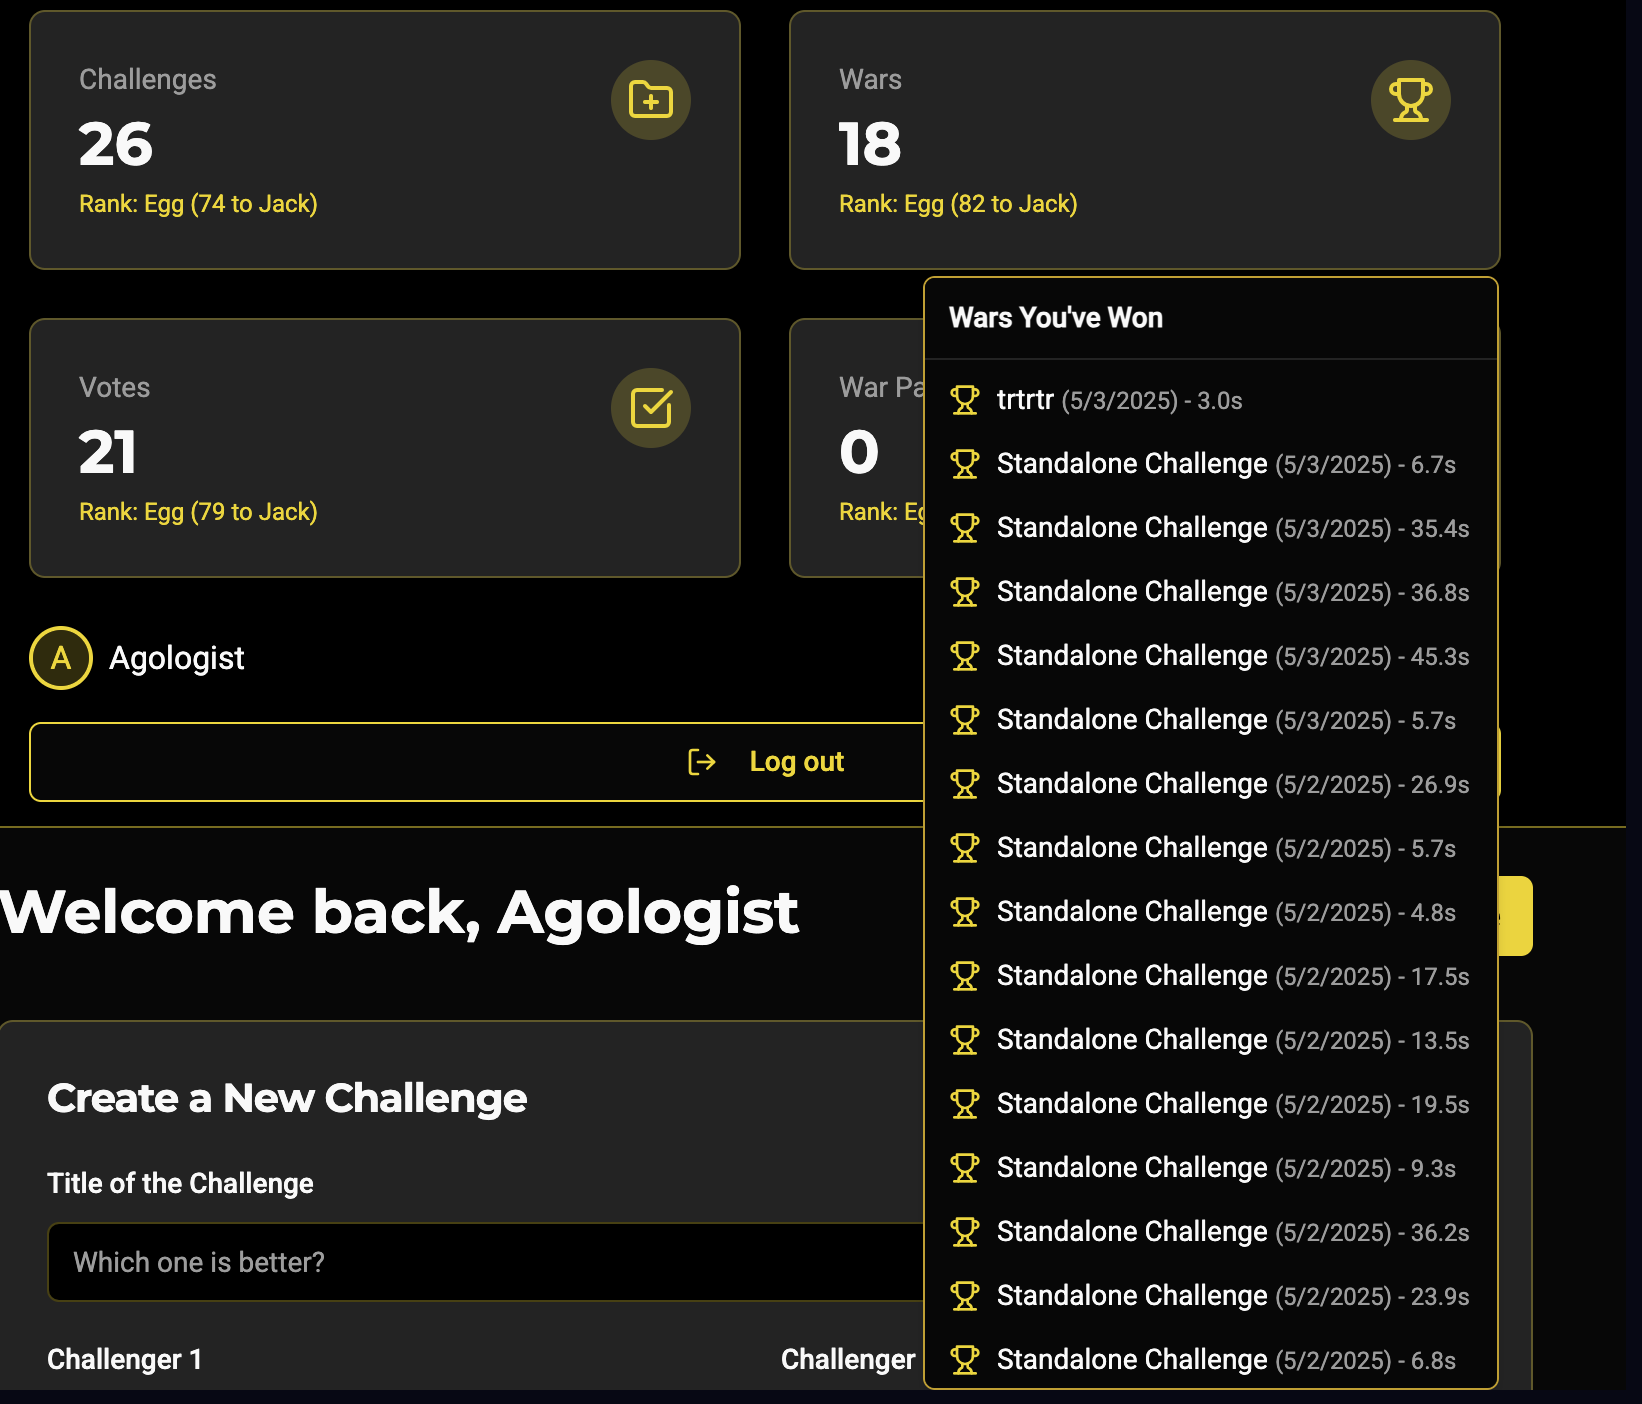 Challenges
26
Rank: Egg (74 to Jack)
Wars
18
Rank: Egg (82 to Jack)
Votes
21
Rank: Egg (79 to Jack)
War
0
Rank:
A Agologist
Log out
Wars You've Won
trtrtr (5/3/2025) - 3.0s
Standalone Challenge (5/3/2025) - 6.7s
Standalone Challenge (5/3/2025) - 35.4s
Standalone Challenge (5/3/2025) - 36.8s
Standalone Challenge (5/3/2025) - 45.3s
Standalone Challenge (5/3/2025) - 5.7s
Standalone Challenge (5/2/2025) - 26.9s
Standalone Challenge (5/2/2025) - 5.7s
Standalone Challenge (5/2/2025) - 4.8s
Standalone Challenge (5/2/2025) - 17.5s
Standalone Challenge (5/2/2025) - 13.5s
Standalone Challenge (5/2/2025) - 19.5s
Standalone Challenge (5/2/2025) - 9.3s
Standalone Challenge (5/2/2025) - 36.2s
Standalone Challenge (5/2/2025) - 23.9s
Standalone Challenge (5/2/2025) - 6.8s
Welcome back, Agologist
Create a New Challenge
Title of the Challenge
Which one is better?
Challenger 1
Challenger